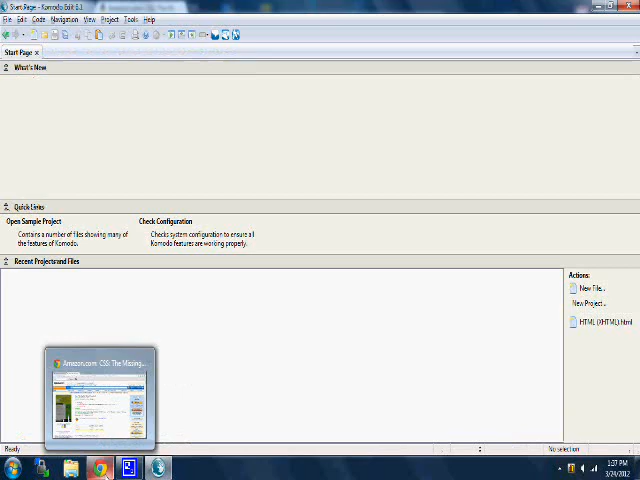 Start Page - Komodo Edit 6.1
File Edit Code Navigation View Project Tools Help
Start Page
What's New
Quick Links
Open Sample Project
Contains a number of files showing many of
the features of Komodo.
Check Configuration
Checks system configuration to ensure all
Komodo features are working properly.
Recent Projects and Files
Actions:
New File...
New Project...
HTML (XHTML).html
Amazon.com: CSS: The Missing...
Ready
No selection
1:37 PM
3/24/2012